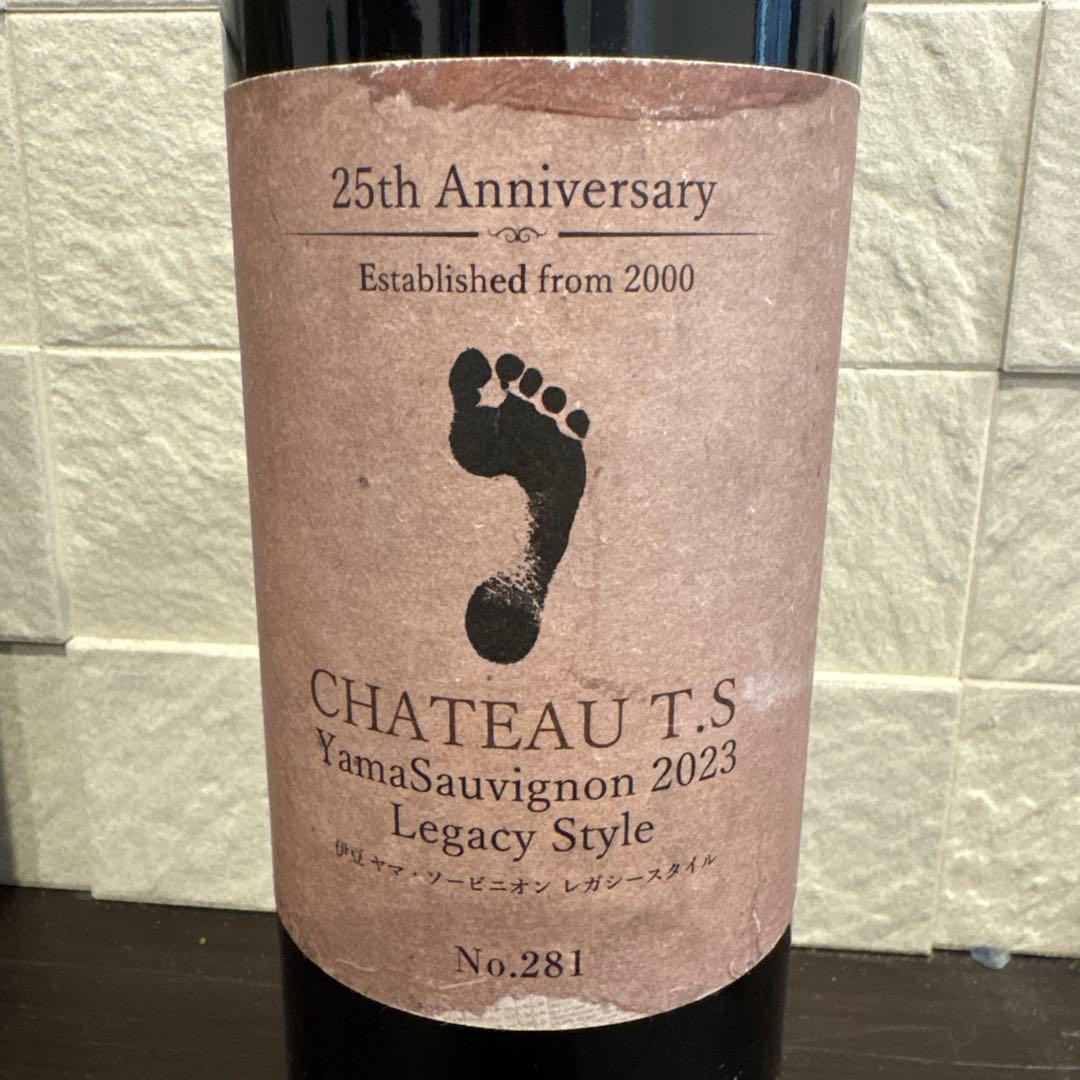 25th Anniversary
Established from 2000
CHATEAU T.S
YamaSauvignon 2023
Legacy Style
伊豆 ヤマ・ソービニオン レガシースタイル
No.281